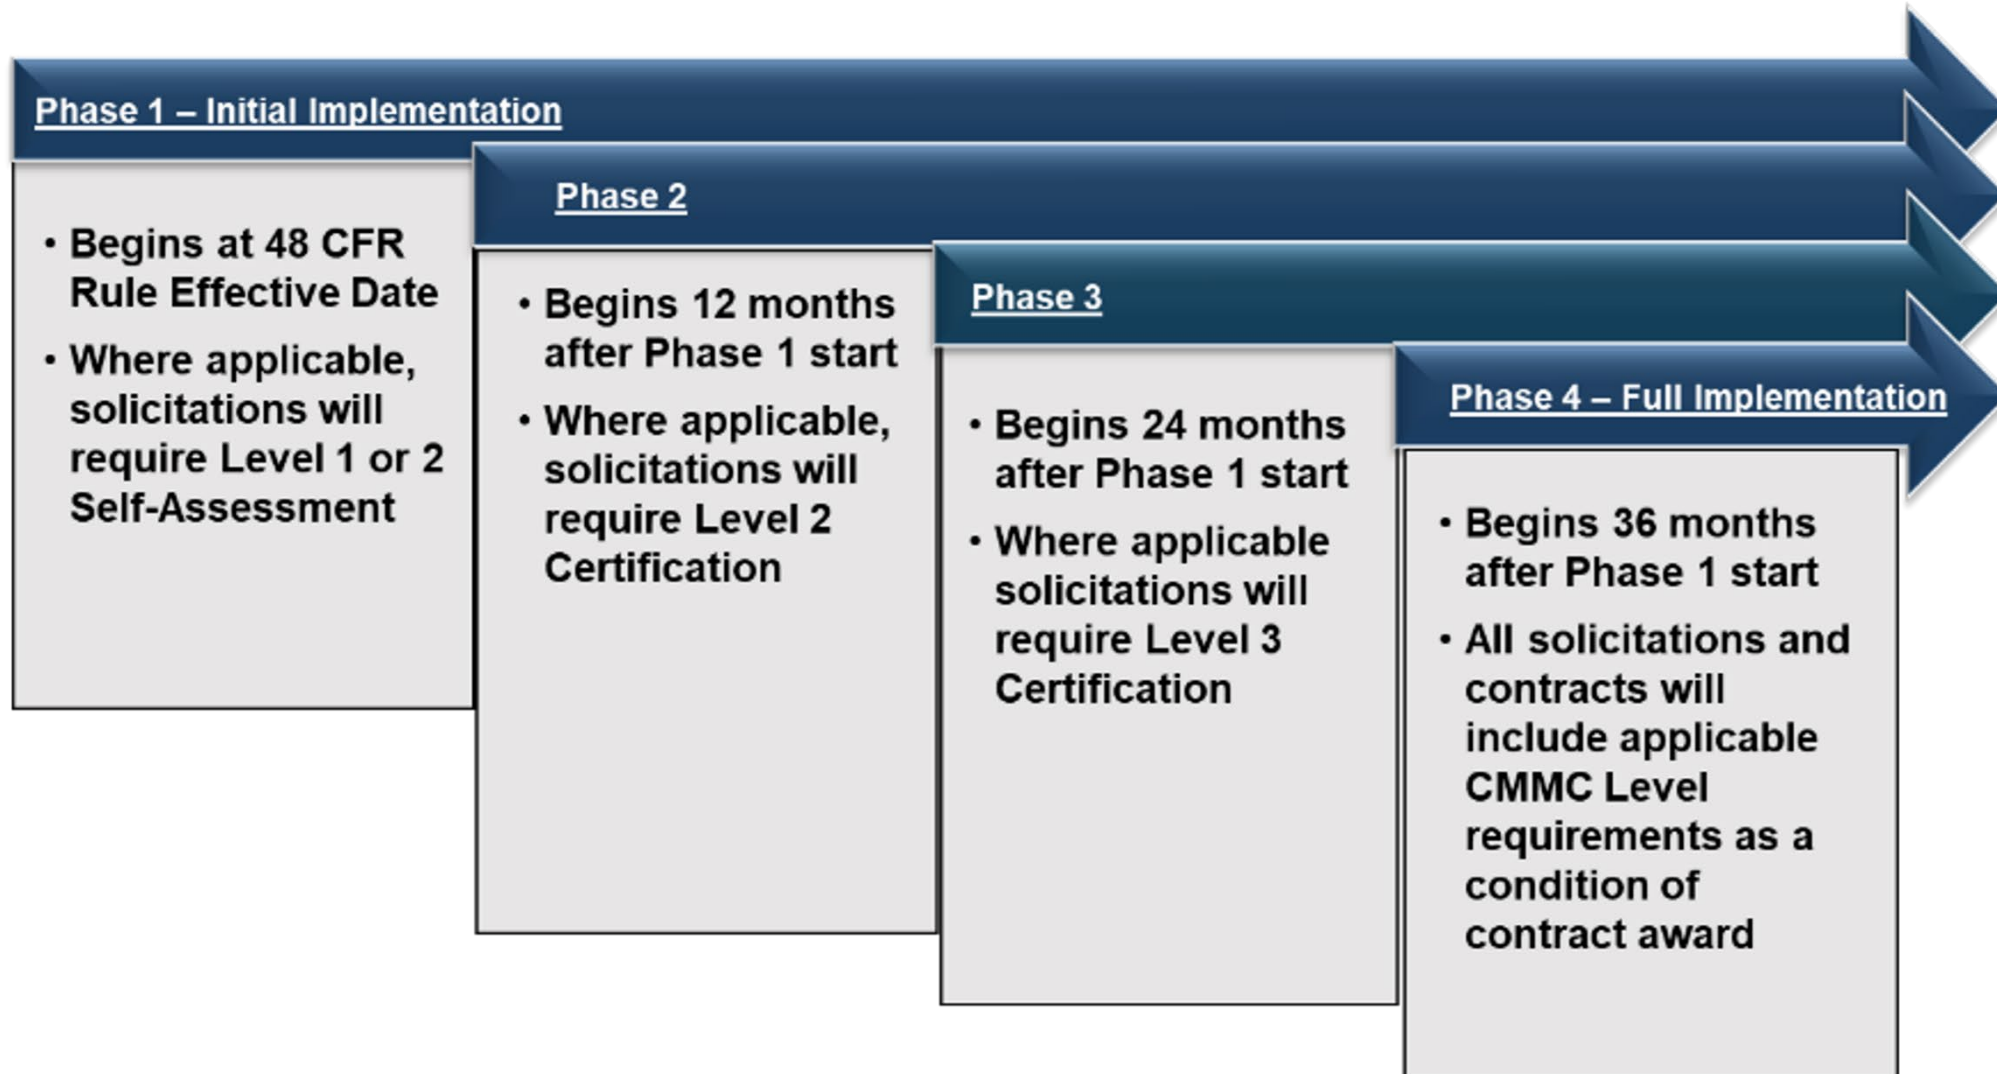 Phase 1 – Initial Implementation
• Begins at 48 CFR
Rule Effective Date
• Where applicable,
solicitations will
require Level 1 or 2
Self-Assessment
Phase 2
• Begins 12 months
after Phase 1 start
• Where applicable,
solicitations will
require Level 2
Certification
Phase 3
• Begins 24 months
after Phase 1 start
• Where applicable
solicitations will
require Level 3
Certification
Phase 4 – Full Implementation
• Begins 36 months
after Phase 1 start
• All solicitations and
contracts will
include applicable
CMMC Level
requirements as a
condition of
contract award